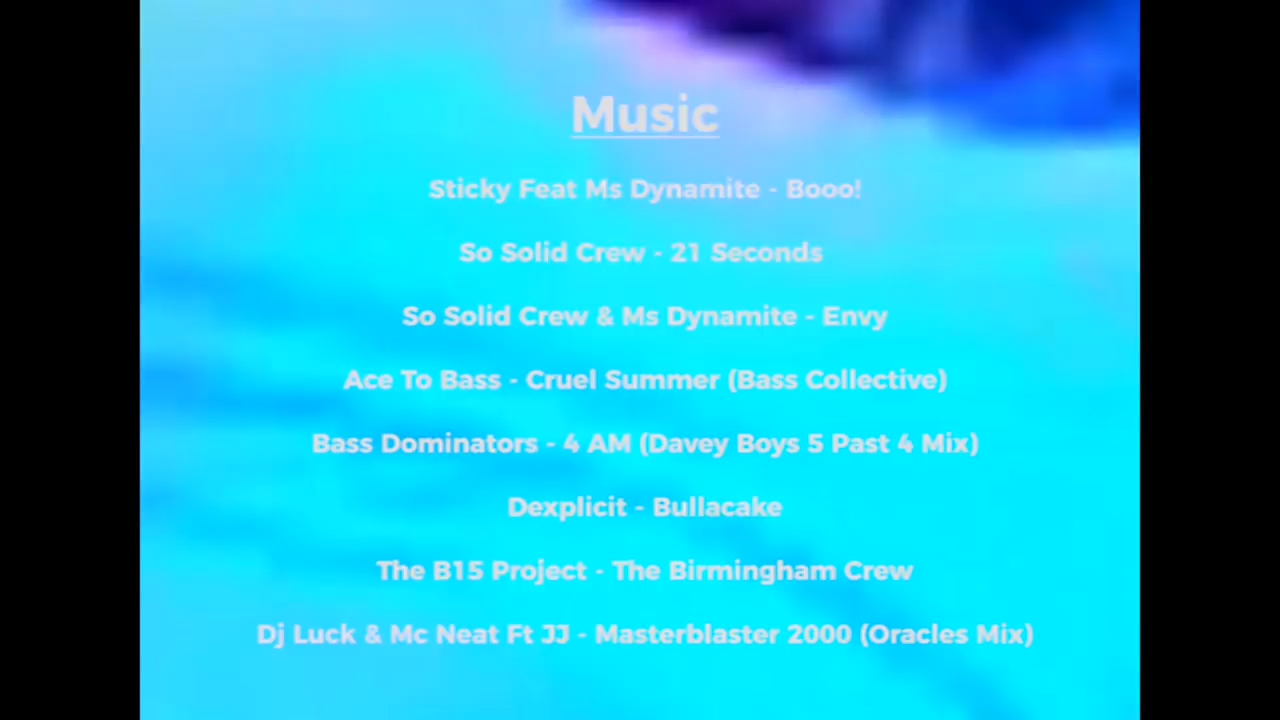 Music
Sticky Feat Ms Dynamite - Booo!
So Solid Crew - 21 Seconds
So Solid Crew & Ms Dynamite - Envy
Ace To Bass - Cruel Summer (Bass Collective)
Bass Dominators - 4 AM (Davey Boys 5 Past 4 Mix)
Dexplicit - Bullacake
The B15 Project - The Birmingham Crew
Dj Luck & Mc Neat Ft JJ - Masterblaster 2000 (Oracles Mix)